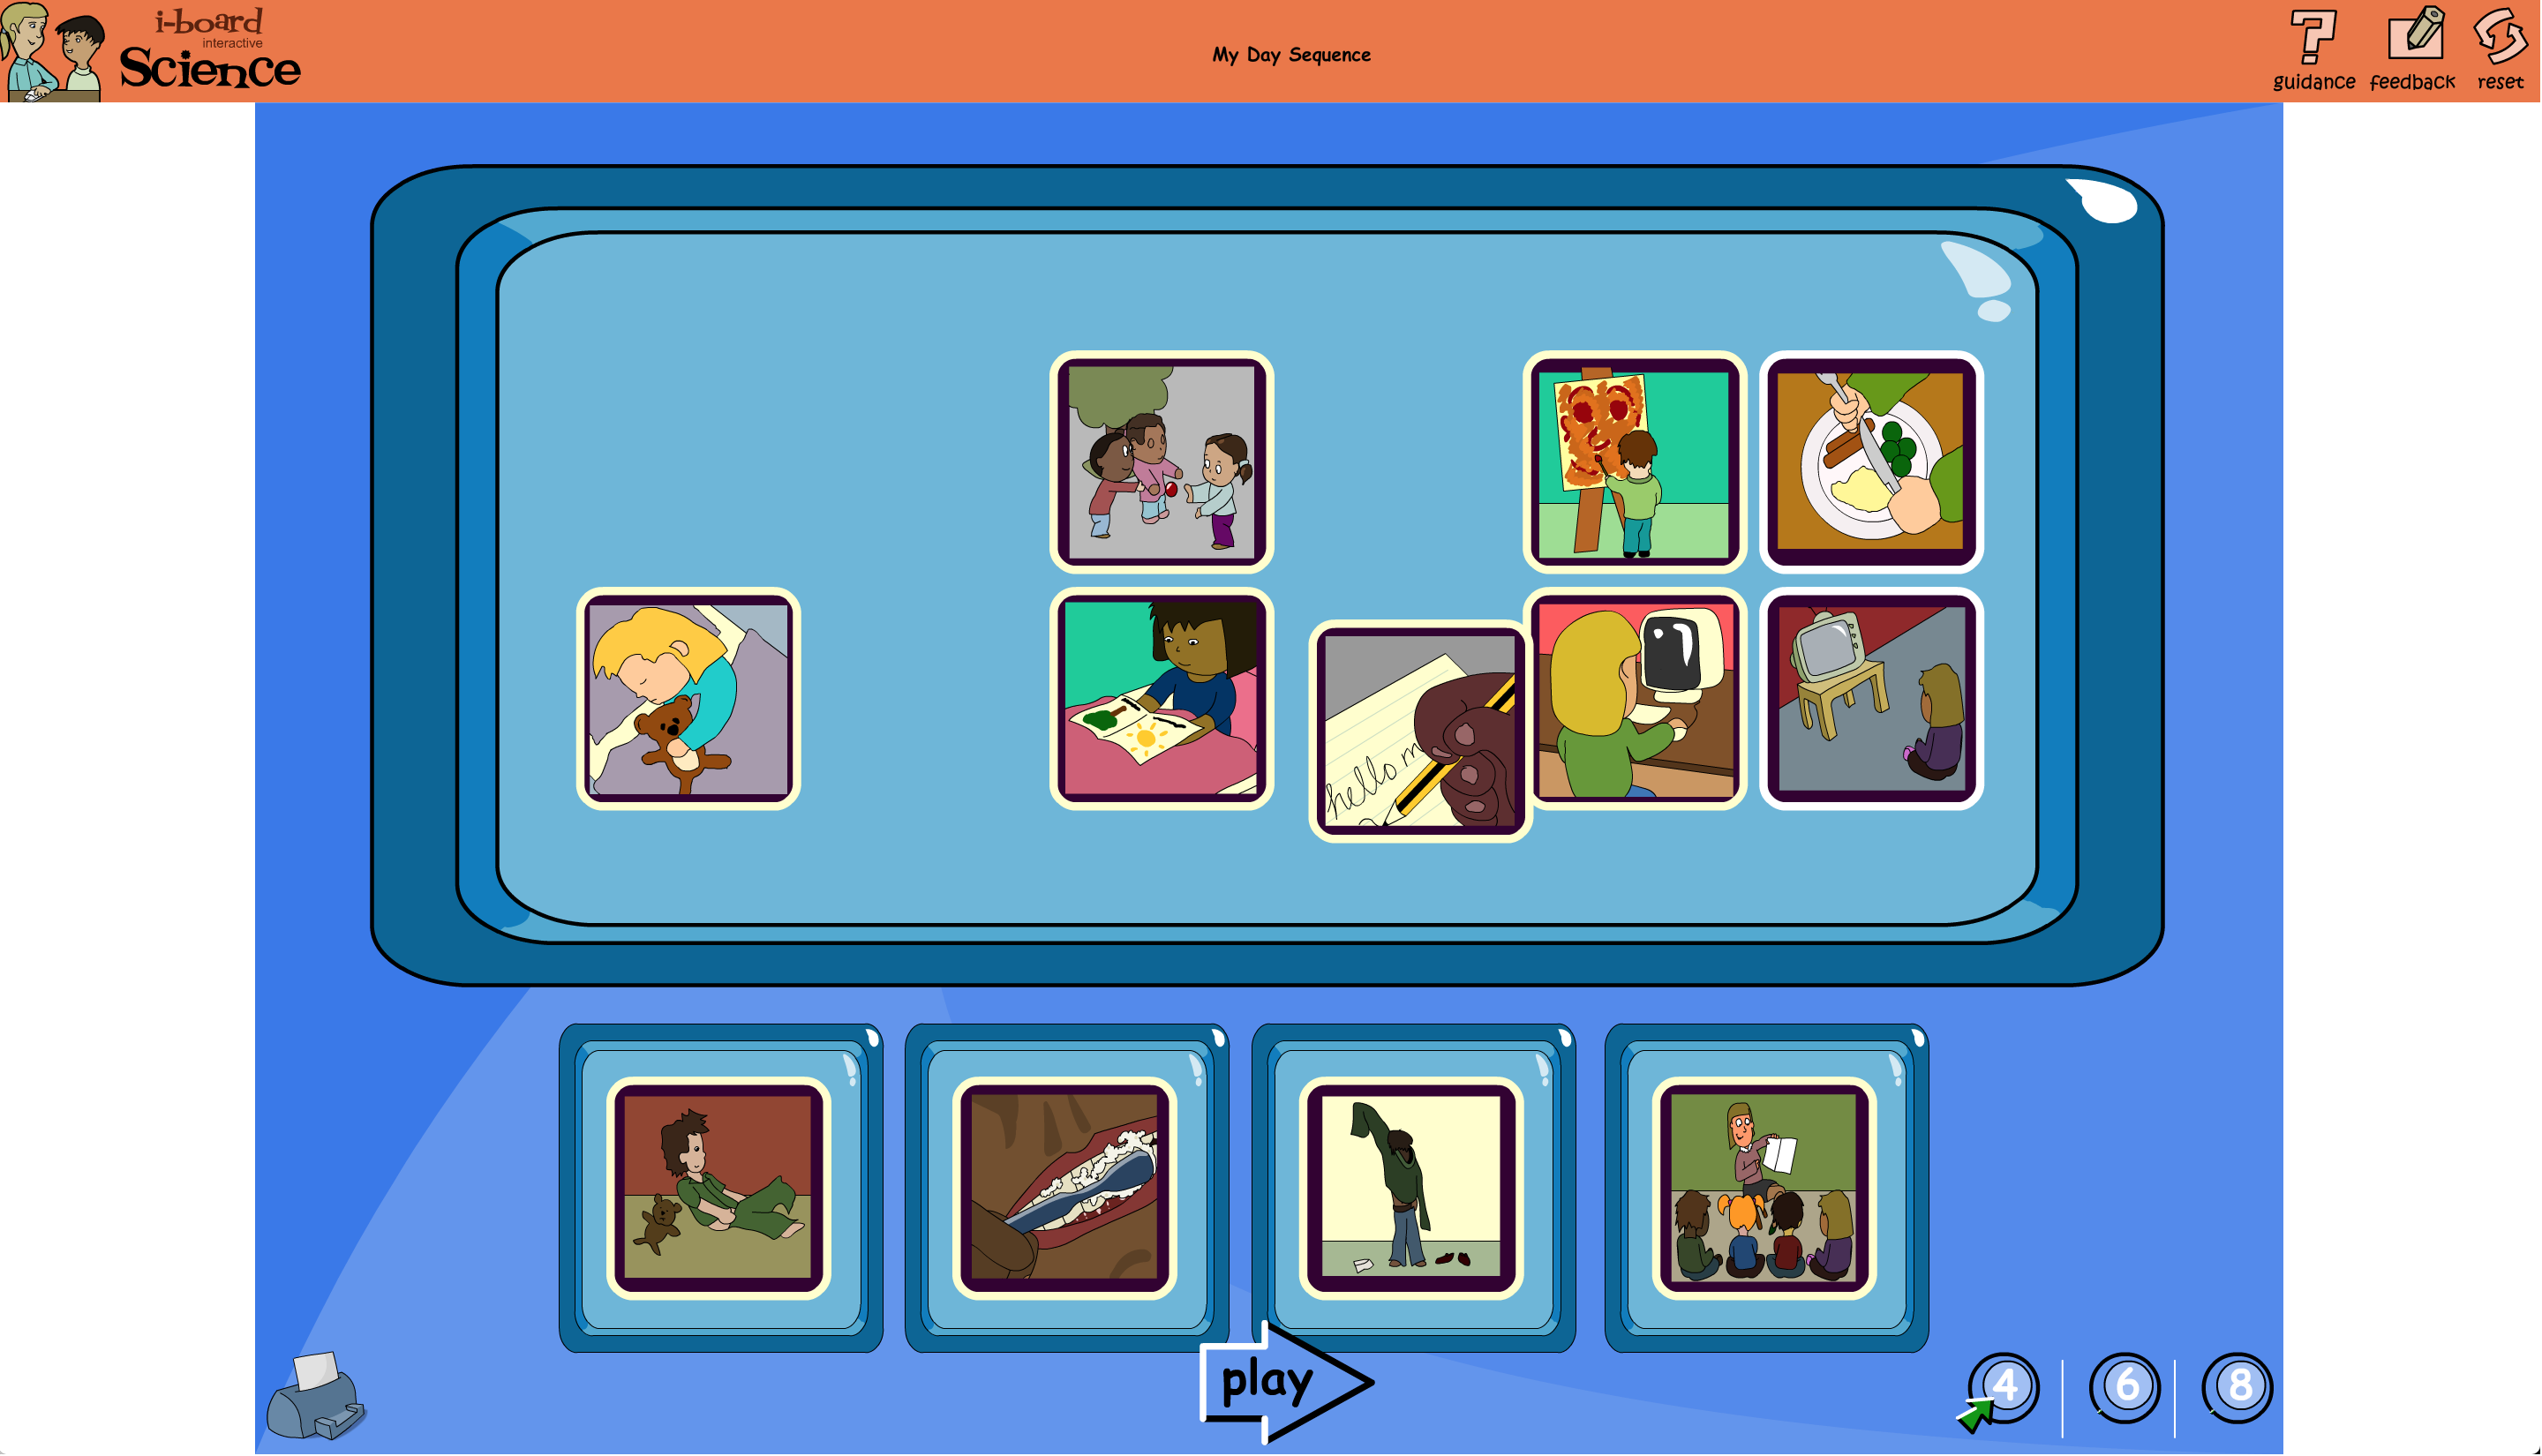 i-board
interactive
Science
My Day Sequence
guidance
feedback
reset
hello m
play
4
6
8